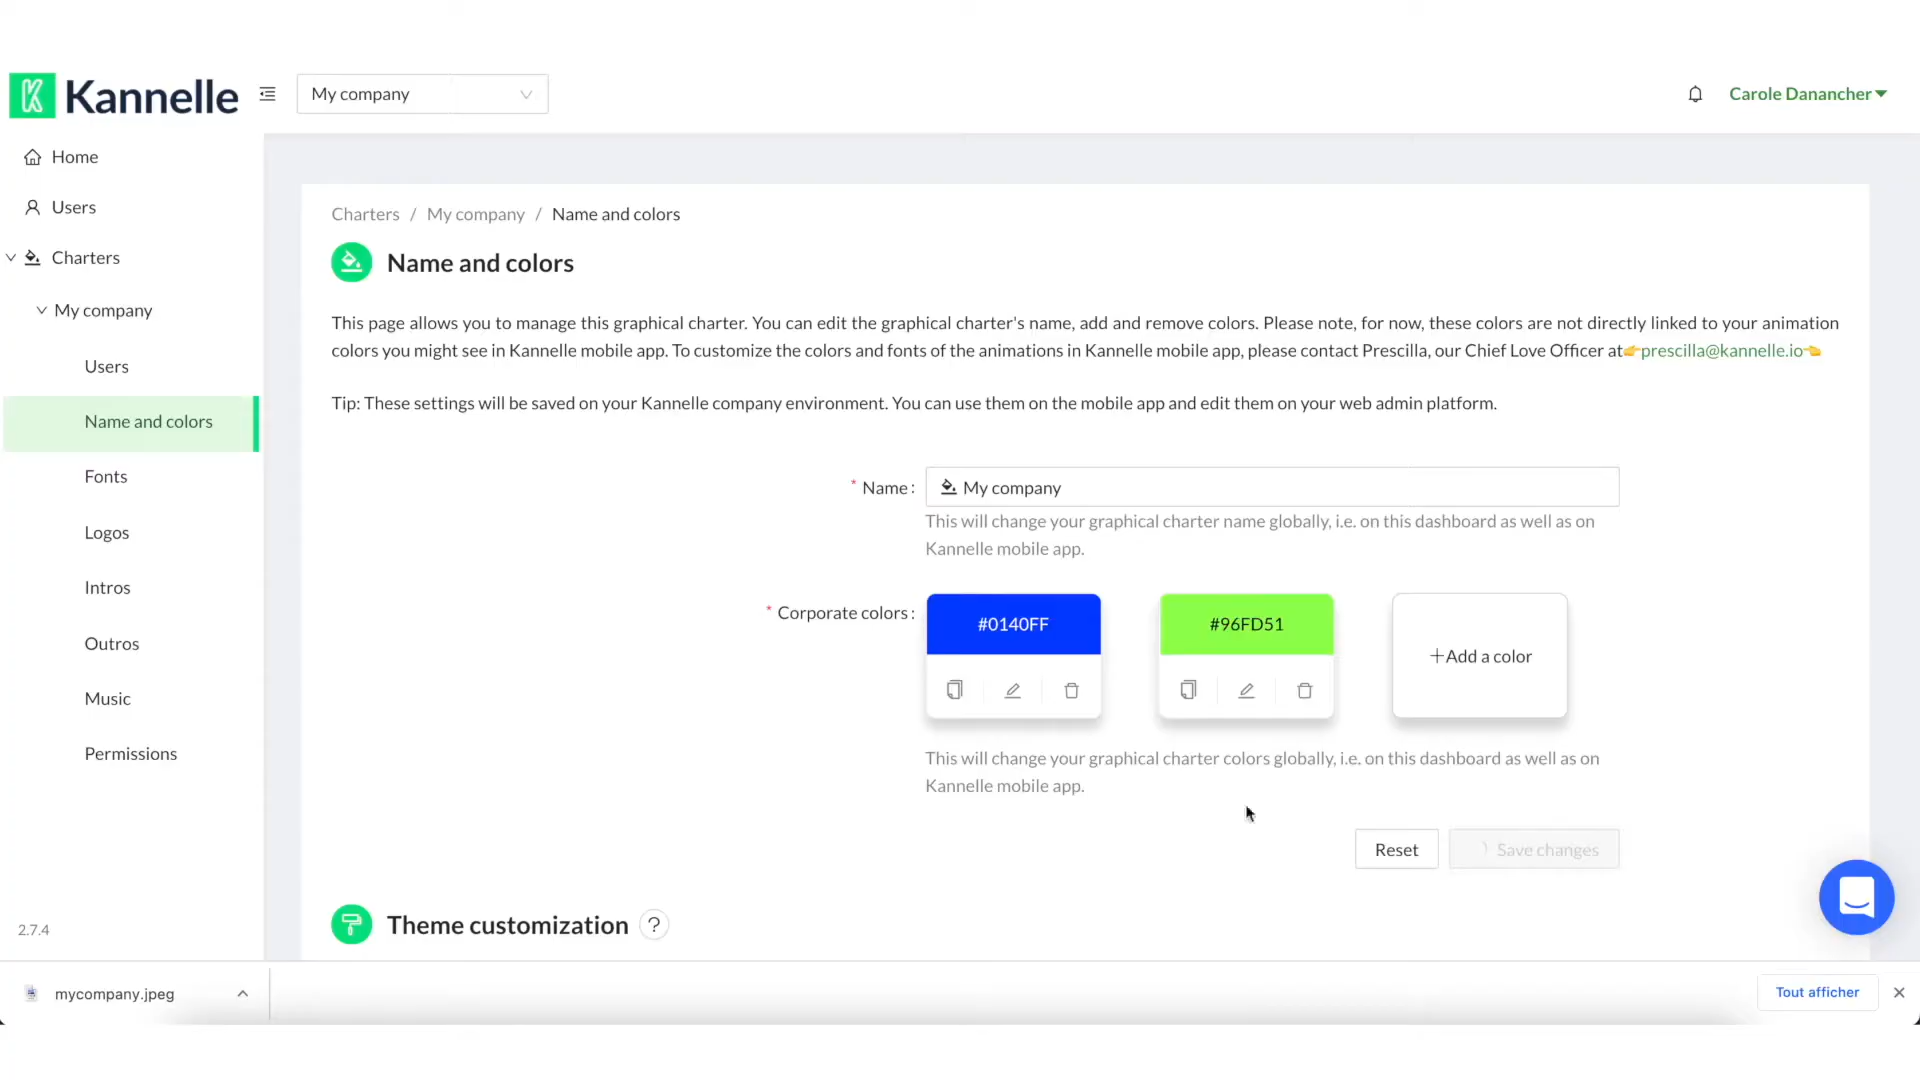 Kannelle
My company
Carole Danancher
Home
Users
Charters
My company
Users
Name and colors
Fonts
Logos
Intros
Outros
Music
Permissions
2.7.4
Charters / My company / Name and colors
Name and colors
This page allows you to manage this graphical charter. You can edit the graphical charter's name, add and remove colors. Please note, for now, these colors are not directly linked to your animation
colors you might see in Kannelle mobile app. To customize the colors and fonts of the animations in Kannelle mobile app, please contact Prescilla, our Chief Love Officer at👉prescilla@kannelle.io👈
Tip: These settings will be saved on your Kannelle company environment. You can use them on the mobile app and edit them on your web admin platform.
* Name: My company
This will change your graphical charter name globally, i.e. on this dashboard as well as on
Kannelle mobile app.
* Corporate colors: #0140FF #96FD51 +Add a color
This will change your graphical charter colors globally, i.e. on this dashboard as well as on
Kannelle mobile app.
Reset Save changes
Theme customization ?
mycompany.jpeg
Tout afficher